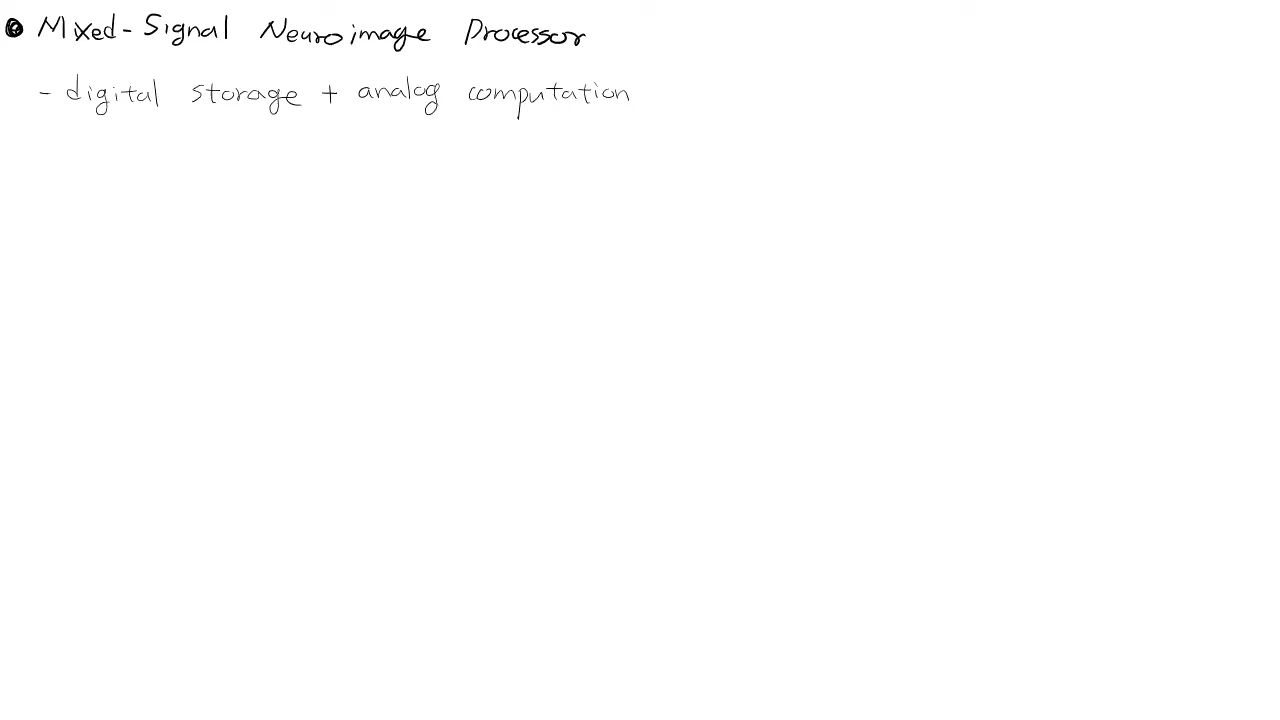 ● Mixed-Signal Neuroimage Processor
- digital storage + analog computation